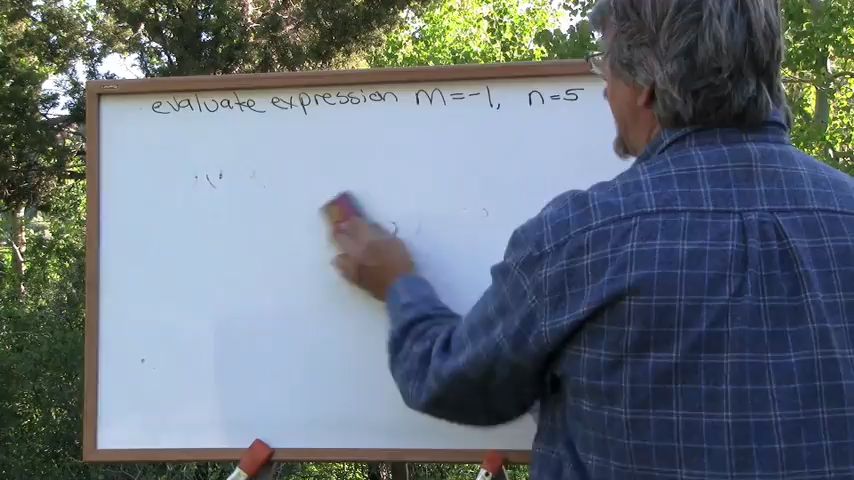 evaluate expression m=-1, n=5